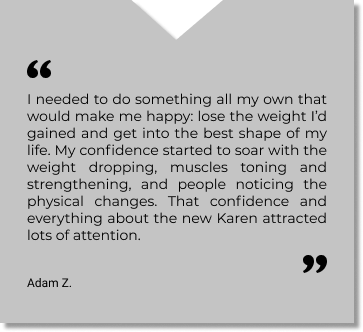 “
I needed to do something all my own that
would make me happy: lose the weight I’d
gained and get into the best shape of my
life. My confidence started to soar with the
weight dropping, muscles toning and
strengthening, and people noticing the
physical changes. That confidence and
everything about the new Karen attracted
lots of attention.
”
Adam Z.